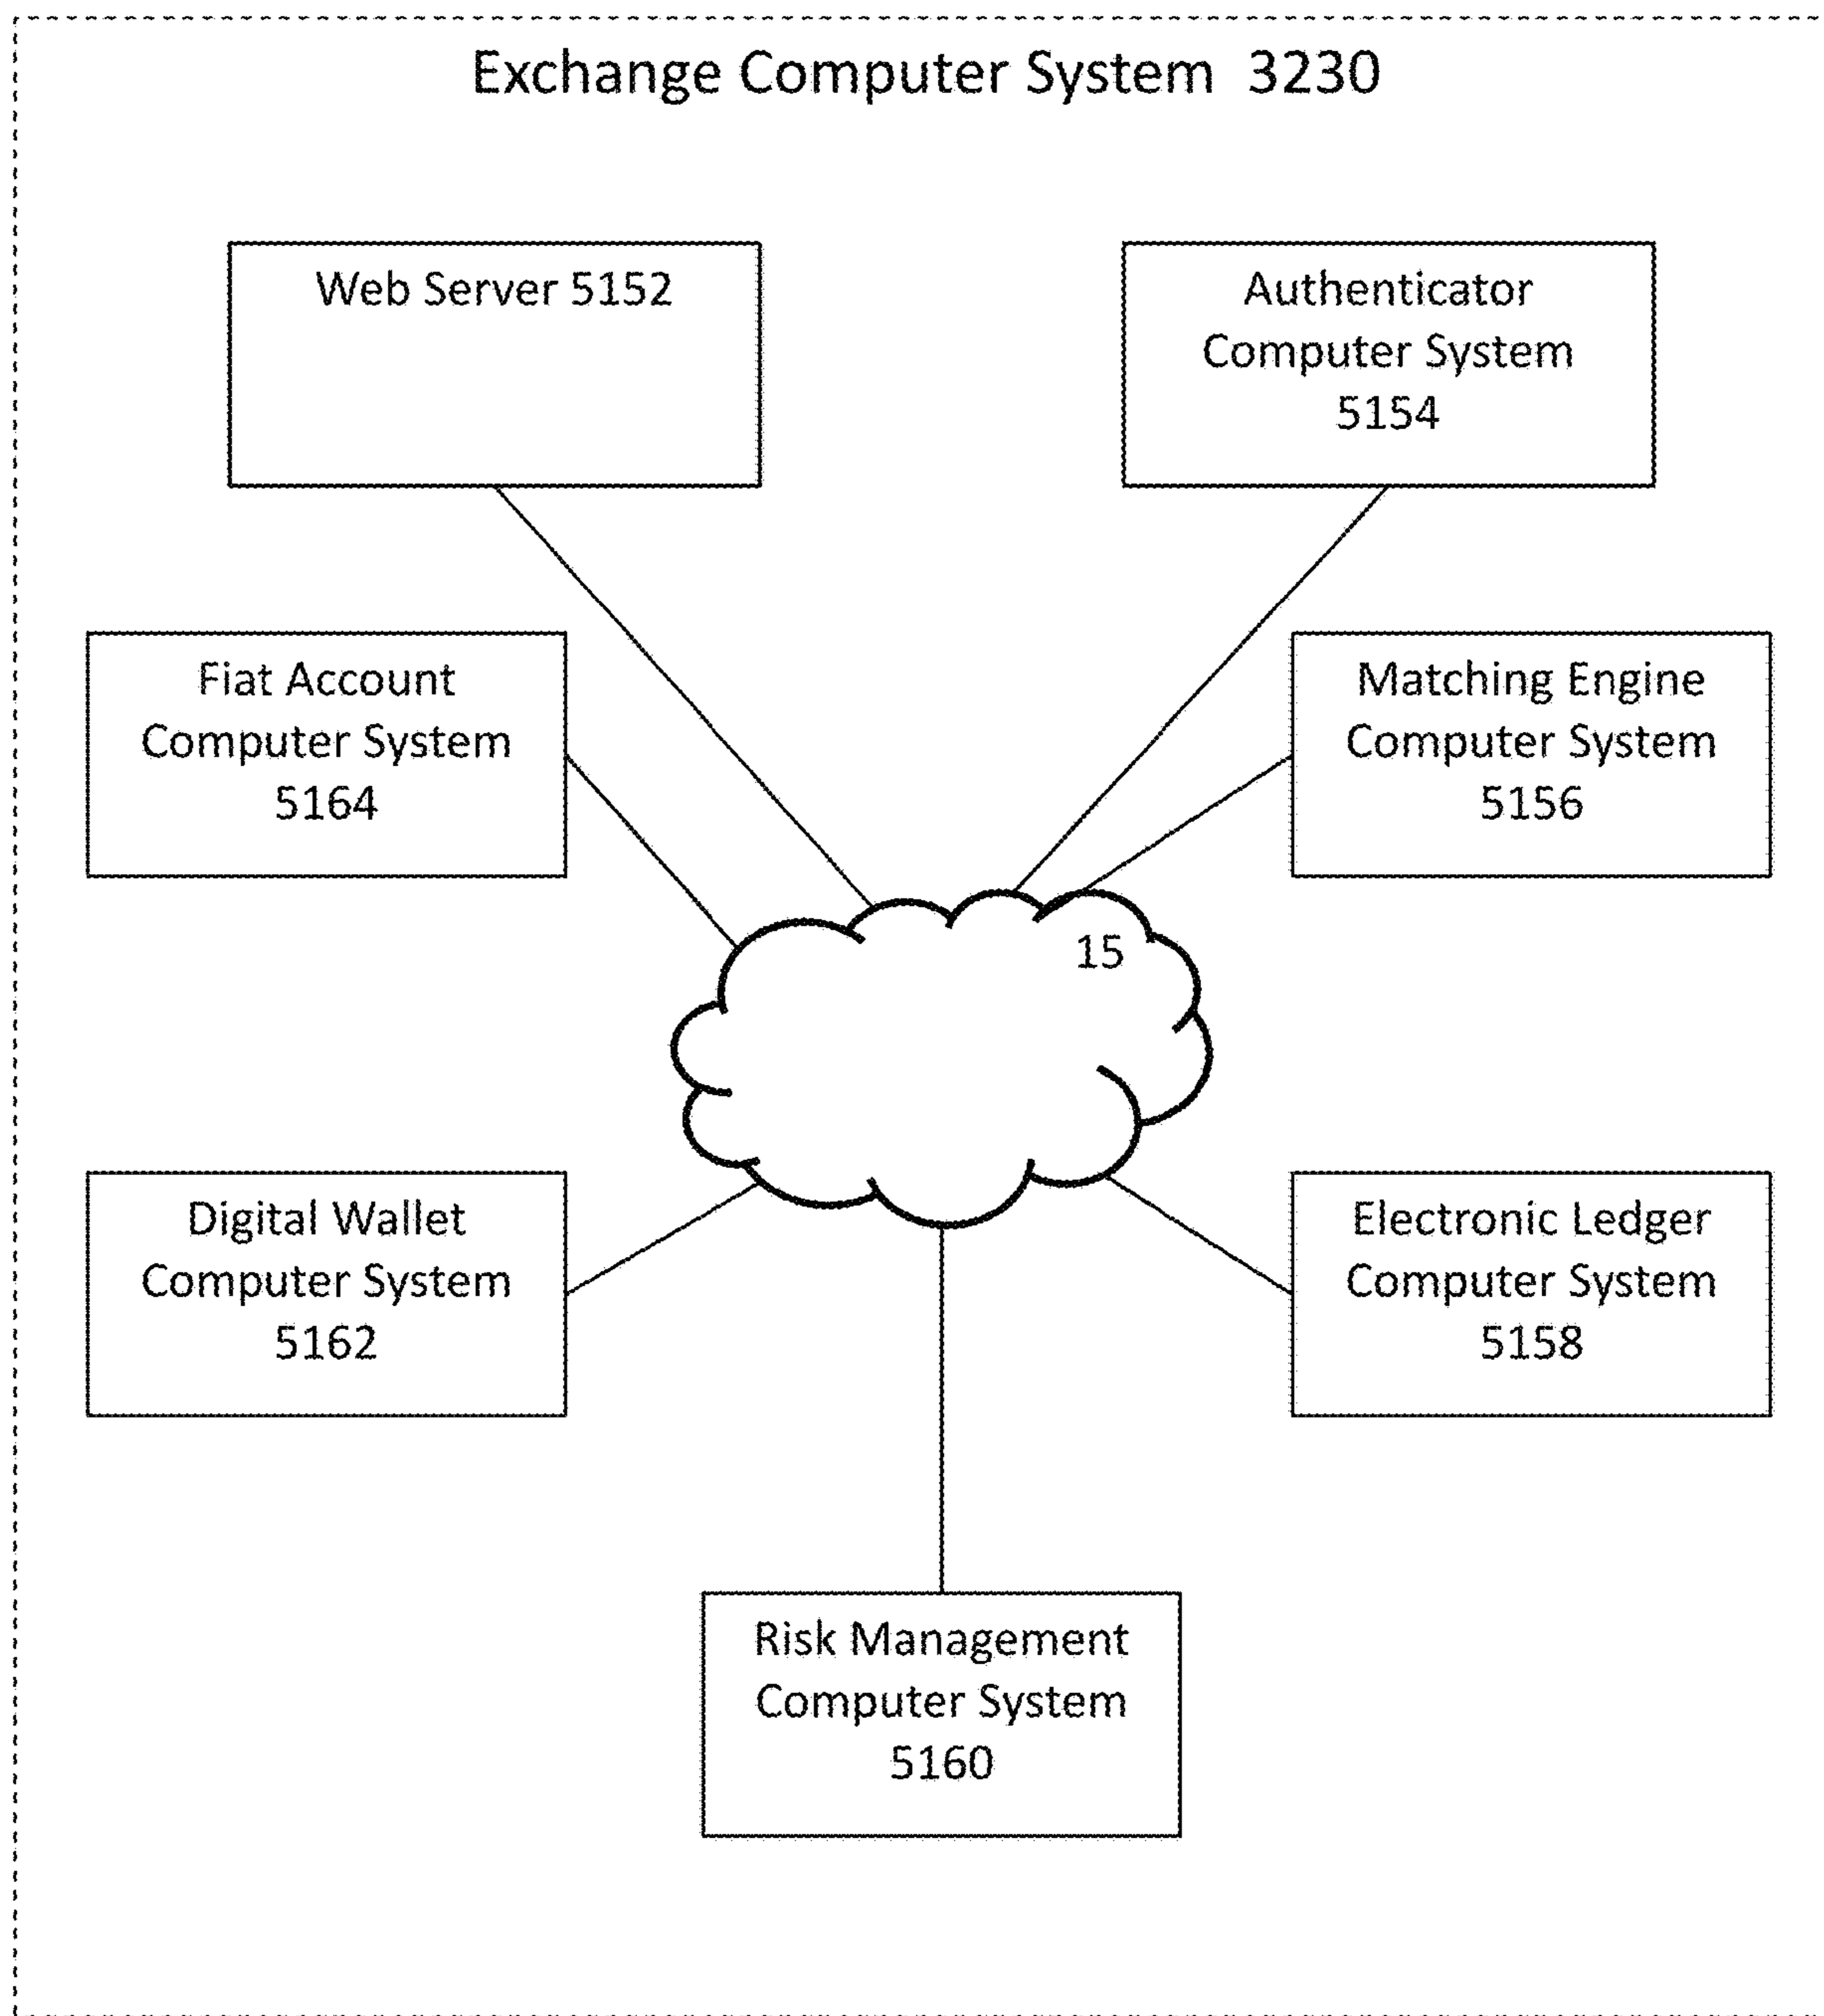 Exchange Computer System 3230
Web Server 5152
Authenticator
Computer System
5154
Fiat Account
Computer System
5164
Matching Engine
Computer System
5156
15
Digital Wallet
Computer System
5162
Electronic Ledger
Computer System
5158
Risk Management
Computer System
5160